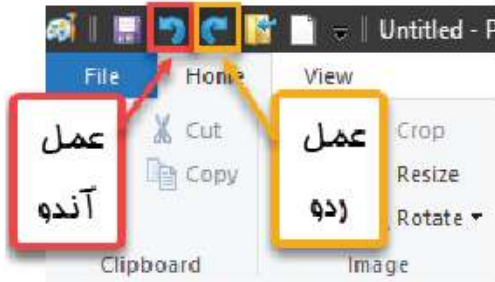 Untitled - P
File Home View
عمل
آندو
Cut
Copy
عمل
ردو
Crop
Resize
Rotate
Clipboard
Image